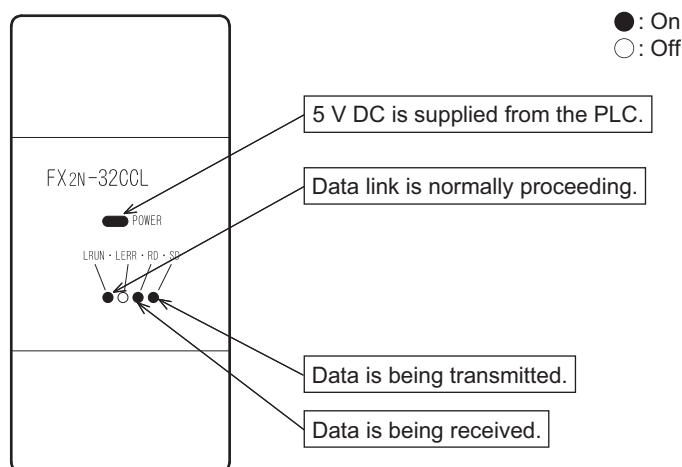 ●: On
○: Off
5 V DC is supplied from the PLC.
FX2N-32CCL
Data link is normally proceeding.
POWER
LRUN・LERR・RD・SD
Data is being transmitted.
Data is being received.